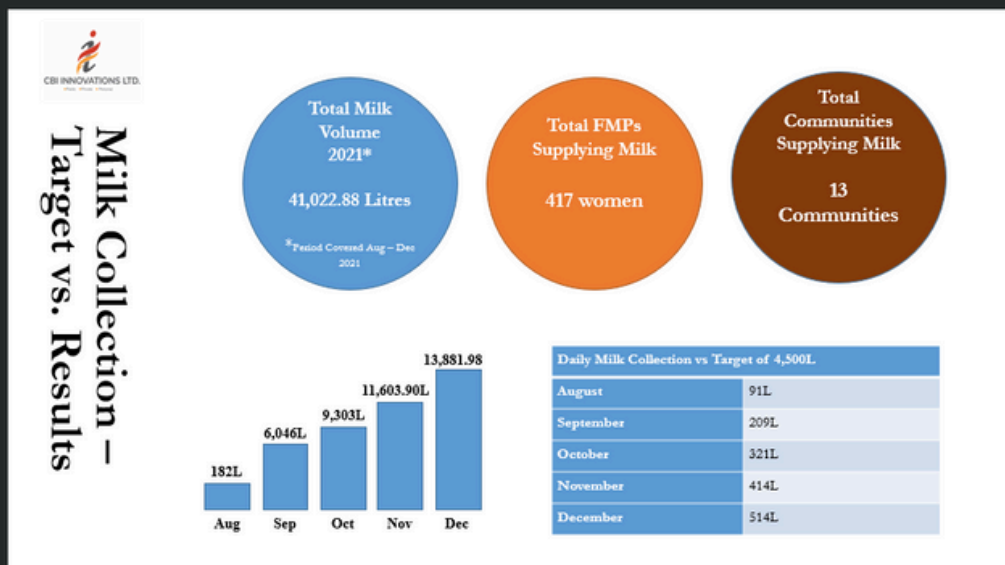 CBI INNOVATIONS LTD.
Milk Collection –
Target vs. Results
Total Milk
Volume
2021*
41,022.88 Litres
*Period Covered Aug – Dec
2021
Total FMPs
Supplying Milk
417 women
Total
Communities
Supplying Milk
13
Communities
182L
6,046L
9,303L
11,603.90L
13,881.98
Aug
Sep
Oct
Nov
Dec
Daily Milk Collection vs Target of 4,500L
August 91L
September 209L
October 321L
November 414L
December 514L